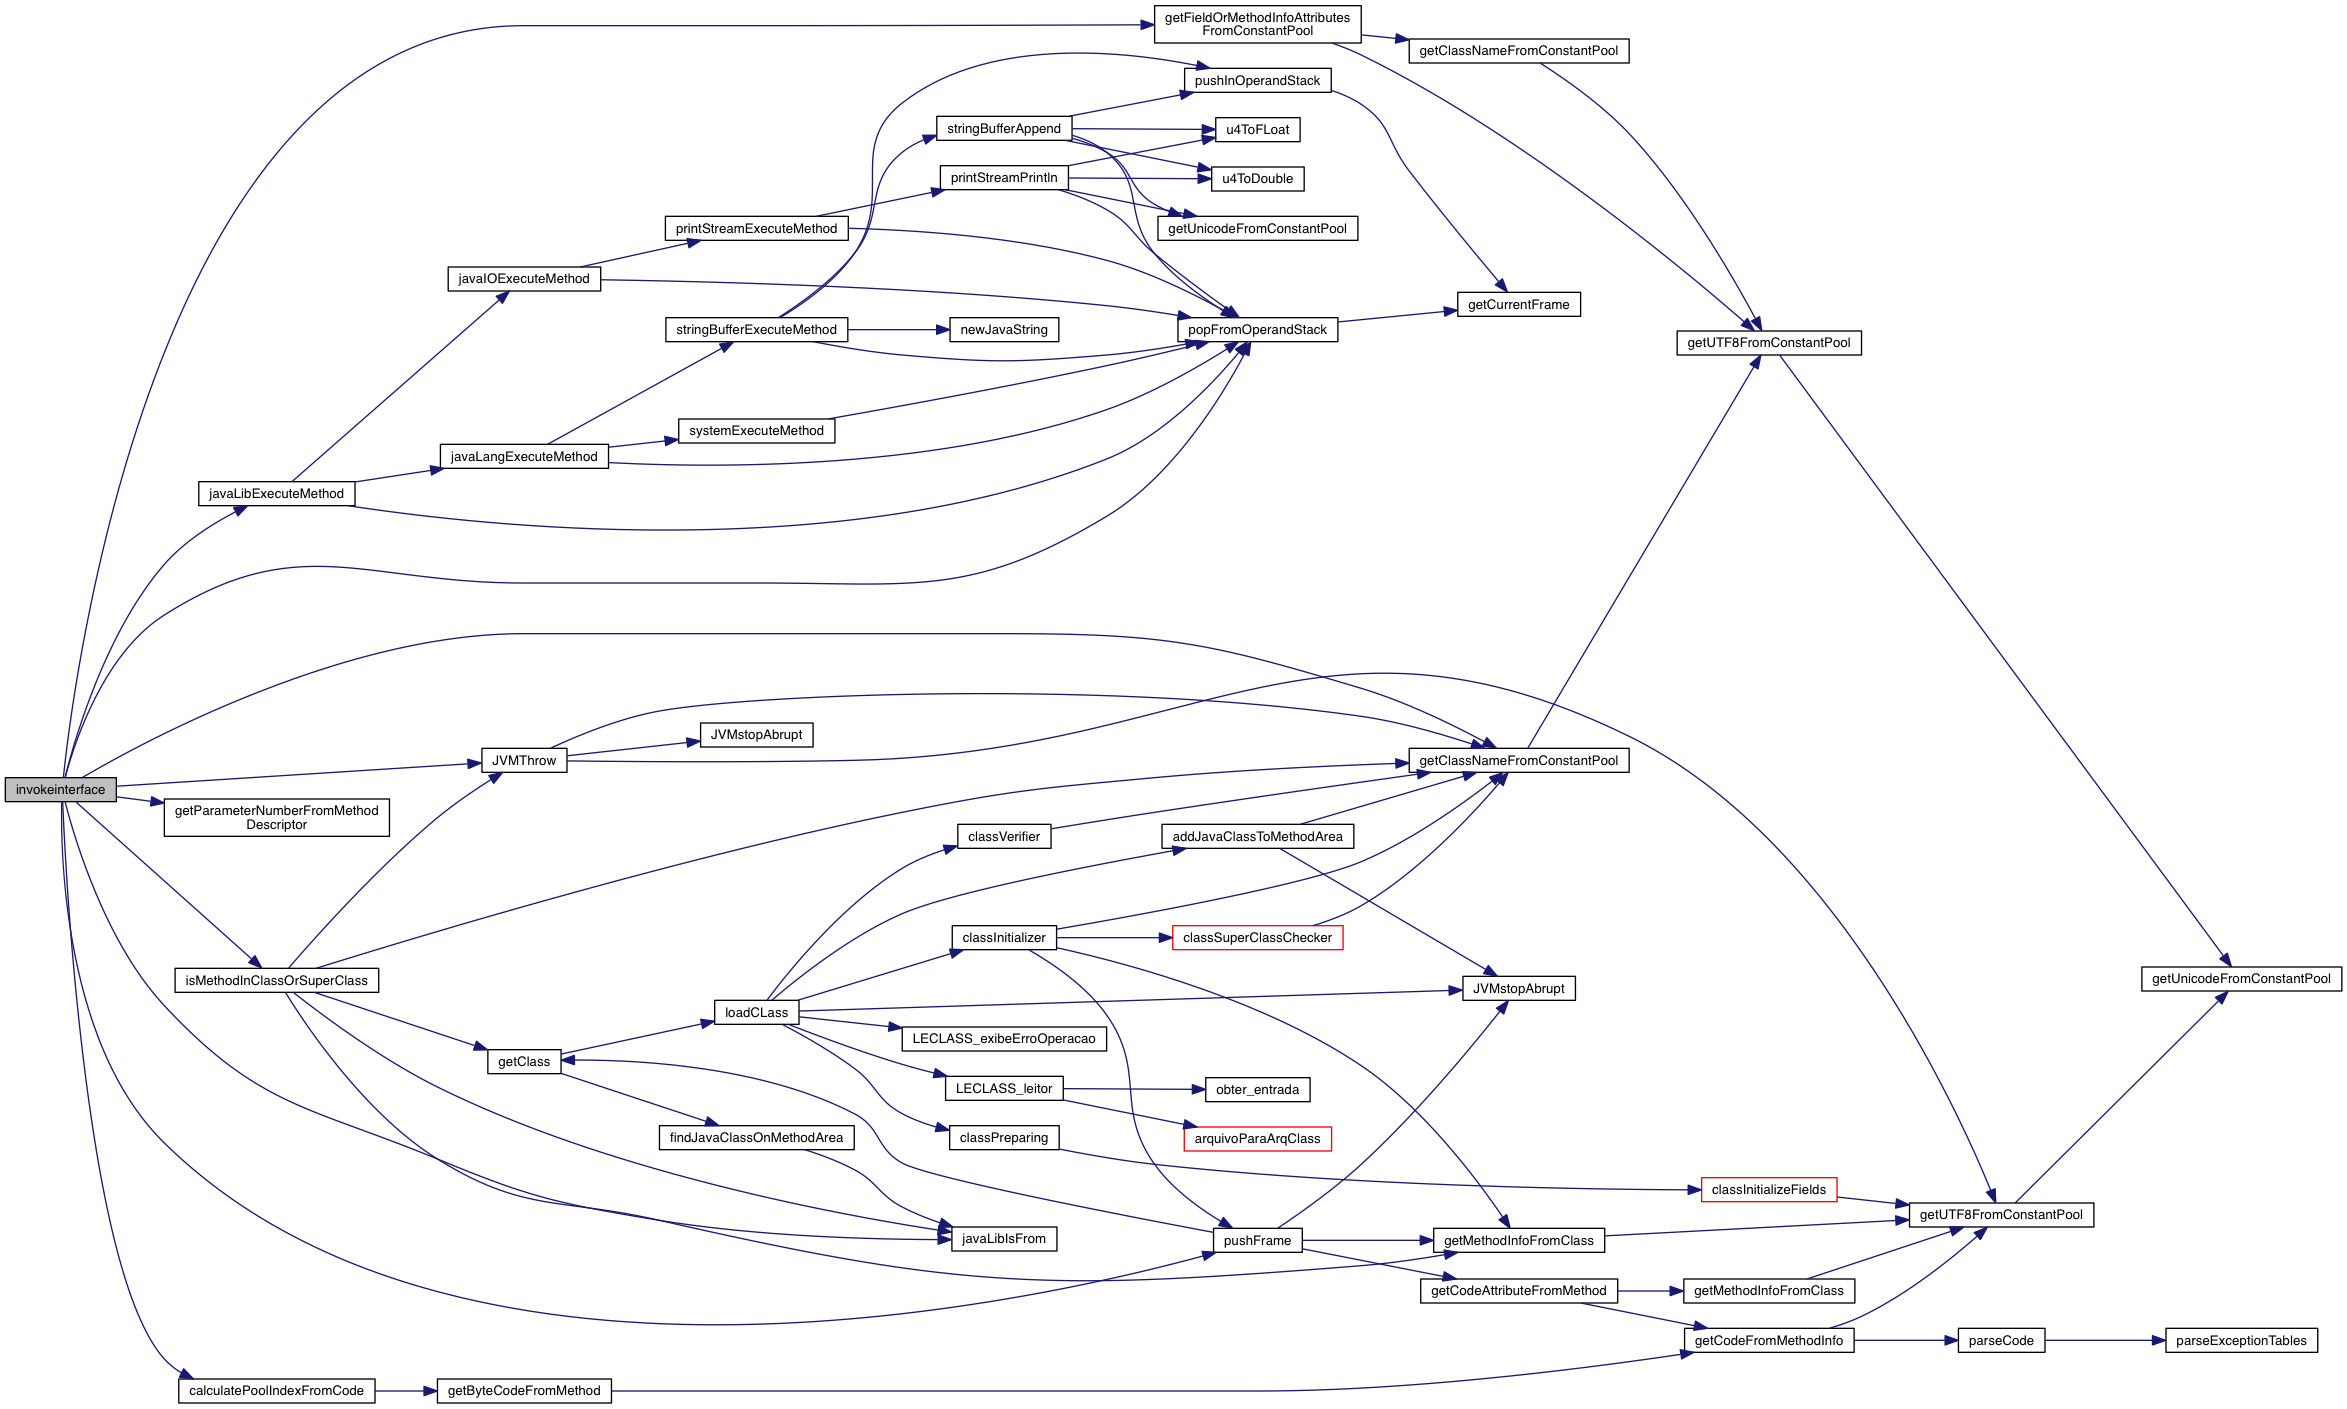 getFieldOrMethodInfoAttributes
FromConstantPool
getClassNameFromConstantPool
pushInOperandStack
stringBufferAppend
u4ToFLoat
printStreamPrintln
u4ToDouble
printStreamExecuteMethod
getUnicodeFromConstantPool
javaIOExecuteMethod
getCurrentFrame
stringBufferExecuteMethod
newJavaString
popFromOperandStack
getUTF8FromConstantPool
systemExecuteMethod
javaLangExecuteMethod
javaLibExecuteMethod
JVMstopAbrupt
JVMThrow
getClassNameFromConstantPool
invokeinterface
getParameterNumberFromMethod
Descriptor
classVerifier
addJavaClassToMethodArea
classInitializer
classSuperClassChecker
isMethodInClassOrSuperClass
getUnicodeFromConstantPool
JVMstopAbrupt
loadCLass
LECLASS_exibeErroOperacao
getClass
LECLASS_leitor
obter_entrada
findJavaClassOnMethodArea
classPreparing
arquivoParaArqClass
classInitializeFields
getUTF8FromConstantPool
javaLibIsFrom
pushFrame
getMethodInfoFromClass
getCodeAttributeFromMethod
getMethodInfoFromClass
getCodeFromMethodInfo
parseCode
parseExceptionTables
calculatePoolIndexFromCode
getByteCodeFromMethod